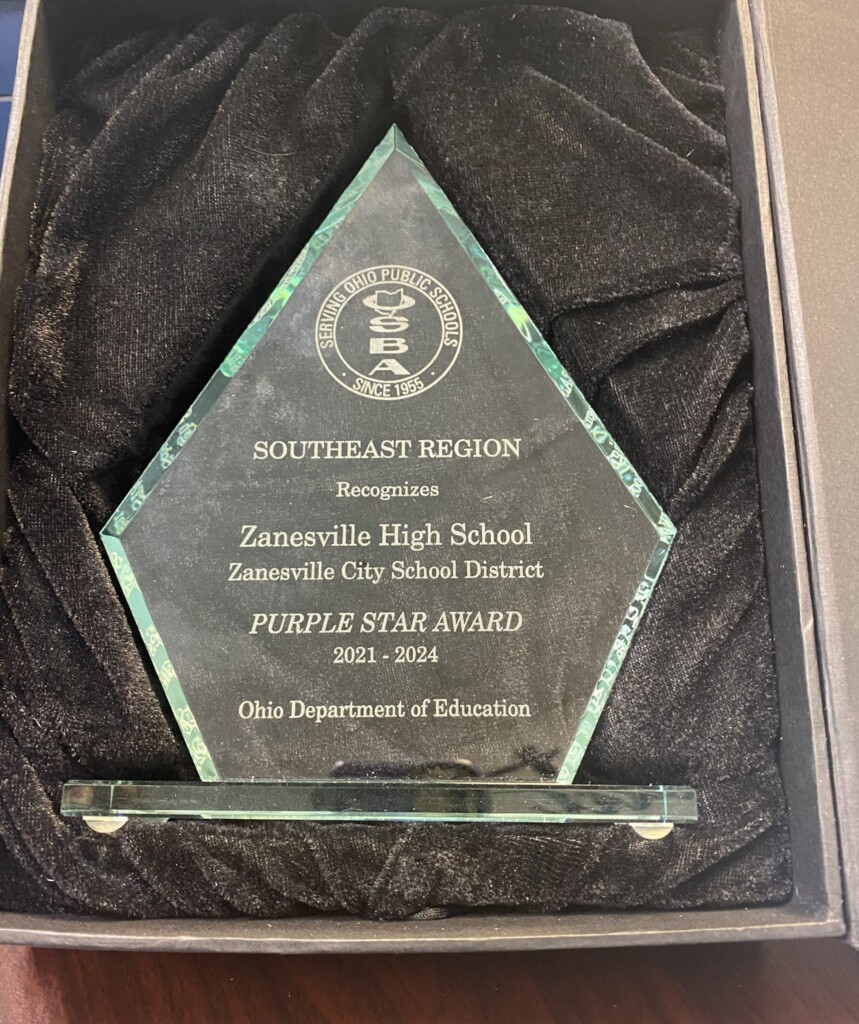 SERVING OHIO PUBLIC SCHOOLS
OSBA
· SINCE 1955 ·
SOUTHEAST REGION
Recognizes
Zanesville High School
Zanesville City School District
PURPLE STAR AWARD
2021 - 2024
Ohio Department of Education